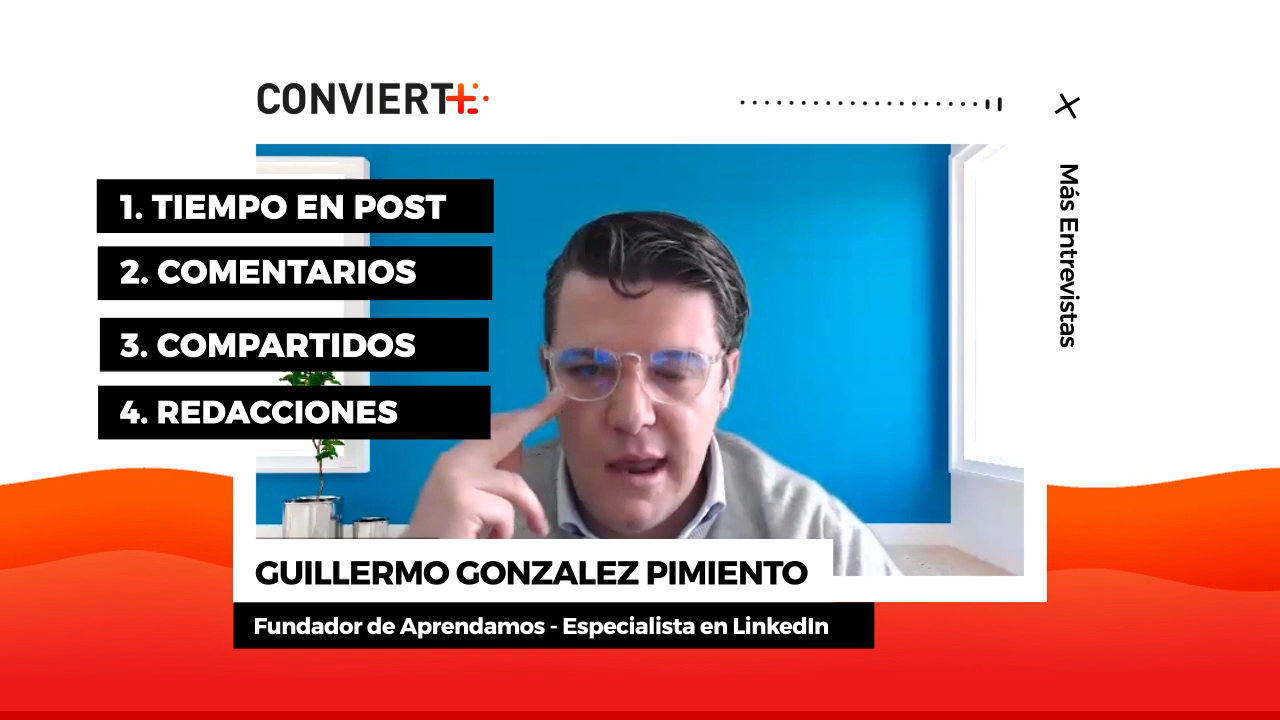 CONVIERT+
1. TIEMPO EN POST
2. COMENTARIOS
3. COMPARTIDOS
4. REDACCIONES
Más Entrevistas
GUILLERMO GONZALEZ PIMIENTO
Fundador de Aprendamos - Especialista en LinkedIn